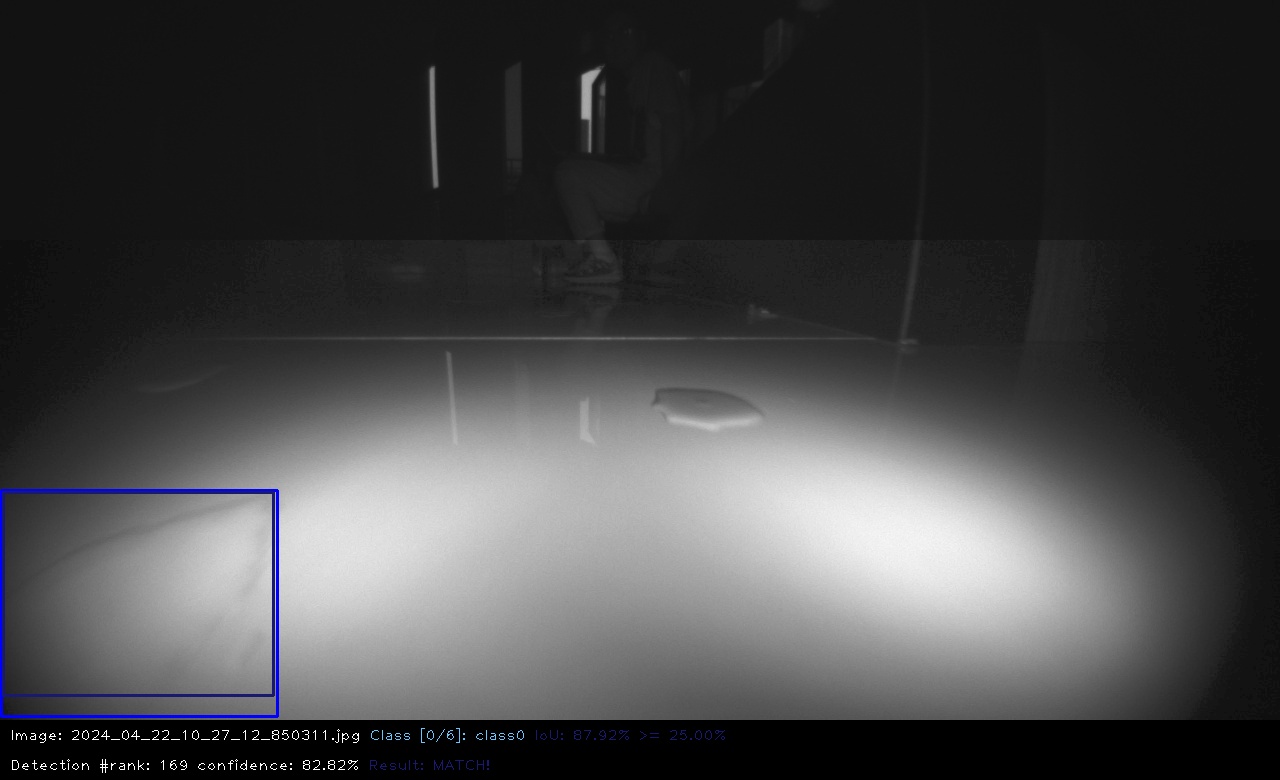 Image: 2024_04_22_10_27_12_850311.jpg Class [0/6]: class0 IoU: 87.92% >= 25.00%
Detection #rank: 169 confidence: 82.82% Result: MATCH!